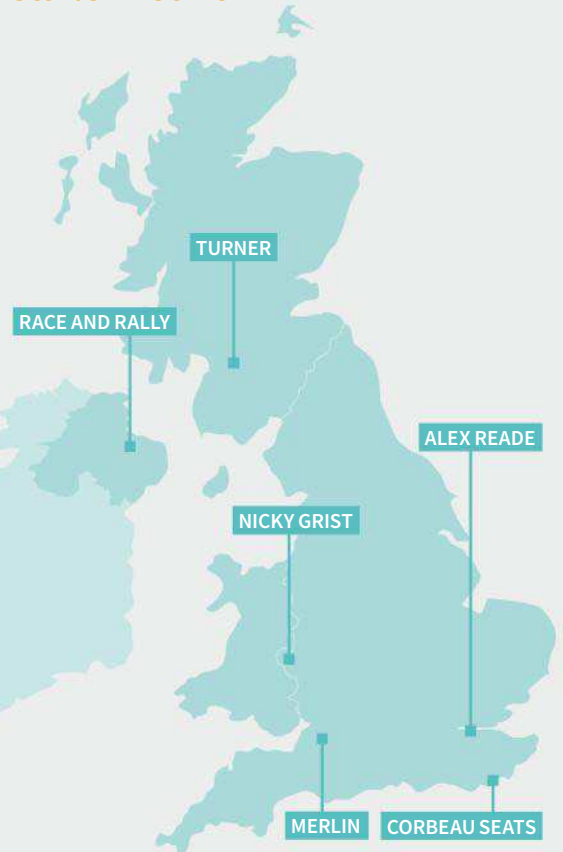 TURNER
RACE AND RALLY
ALEX READE
NICKY GRIST
MERLIN
CORBEAU SEATS